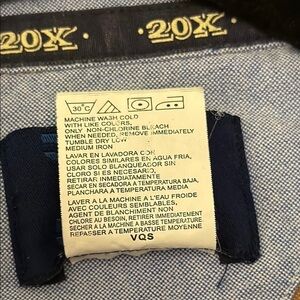 20X · 20X
30°C
MACHINE WASH COLD
WITH LIKE COLORS,
ONLY NON-CHLORINE BLEACH
WHEN NEEDED, REMOVE IMMEDIATELY
TUMBLE DRY LOW
MEDIUM IRON
LAVAR EN LAVADORA CON
COLORES SIMILARES EN AGUA FRIA,
USAR SOLO BLANQUEADOR SIN
CLORO SI ES NECESARIO,
RETIRAR INMEDIATAMENTE
SECAR EN SECADORA A TEMPERATURA BAJA,
PLANCHAR A TEMPERATURA MEDIA
LAVER A LA MACHINE A L'EAU FROIDE
AVEC COULEURS SEMBLABLES,
AGENT DE BLANCHIMENT NON
CHLORE AU BESOIN, RETIRER IMMEDIATEMENT
SÉCHER A LA MACHINE A BASSE TEMPERATURE
REPASSER A TEMPERATURE MOYENNE
VQS